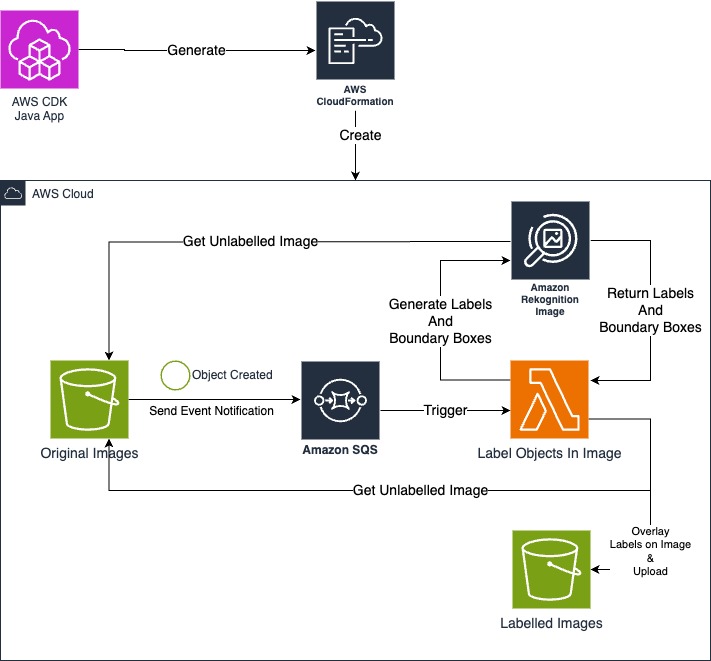 Generate
AWS CDK
Java App
AWS
CloudFormation
Create
AWS Cloud
Get Unlabelled Image
Amazon
Rekognition
Image
Generate Labels
And
Boundary Boxes
Return Labels
And
Boundary Boxes
Object Created
Send Event Notification
Trigger
Original Images
Amazon SQS
Label Objects In Image
Get Unlabelled Image
Overlay
Labels on Image
&
Upload
Labelled Images